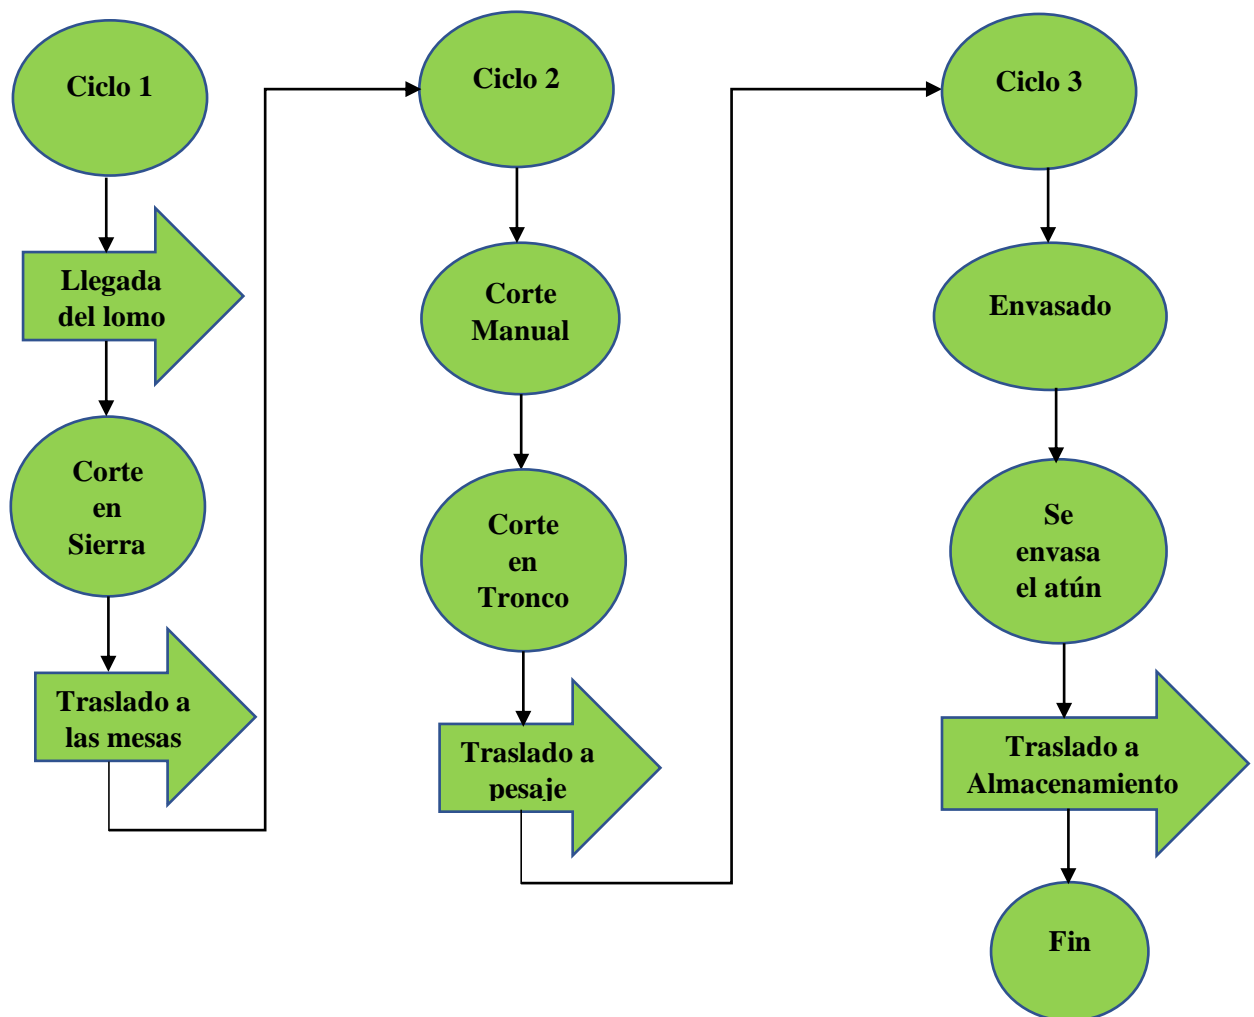 Ciclo 1
Llegada
del lomo
Corte
en
Sierra
Traslado a
las mesas
Ciclo 2
Corte
Manual
Corte
en
Tronco
Traslado a
pesaje
Ciclo 3
Envasado
Se
envasa
el atún
Traslado a
Almacenamiento
Fin